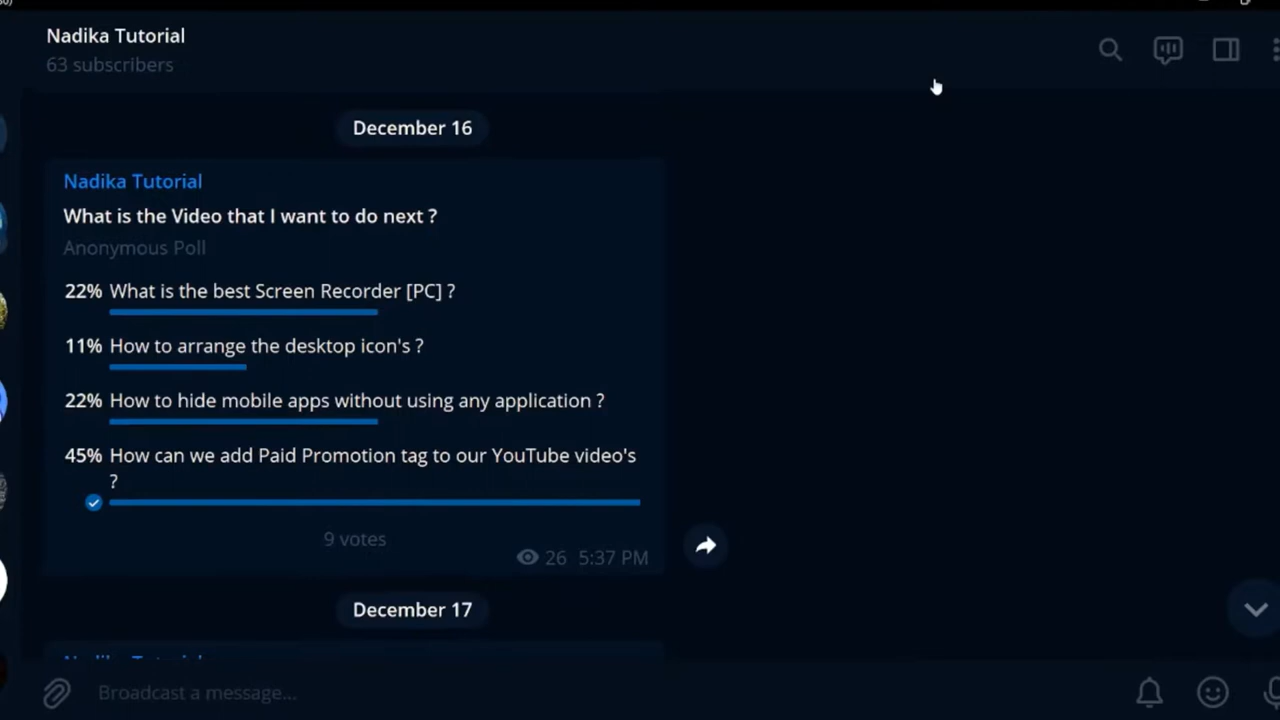 Nadika Tutorial
63 subscribers
December 16
Nadika Tutorial
What is the Video that I want to do next ?
Anonymous Poll
22% What is the best Screen Recorder [PC] ?
11% How to arrange the desktop icon's ?
22% How to hide mobile apps without using any application ?
45% How can we add Paid Promotion tag to our YouTube video's
?
9 votes
26 5:37 PM
December 17
Nadika Tutorial
Broadcast a message...